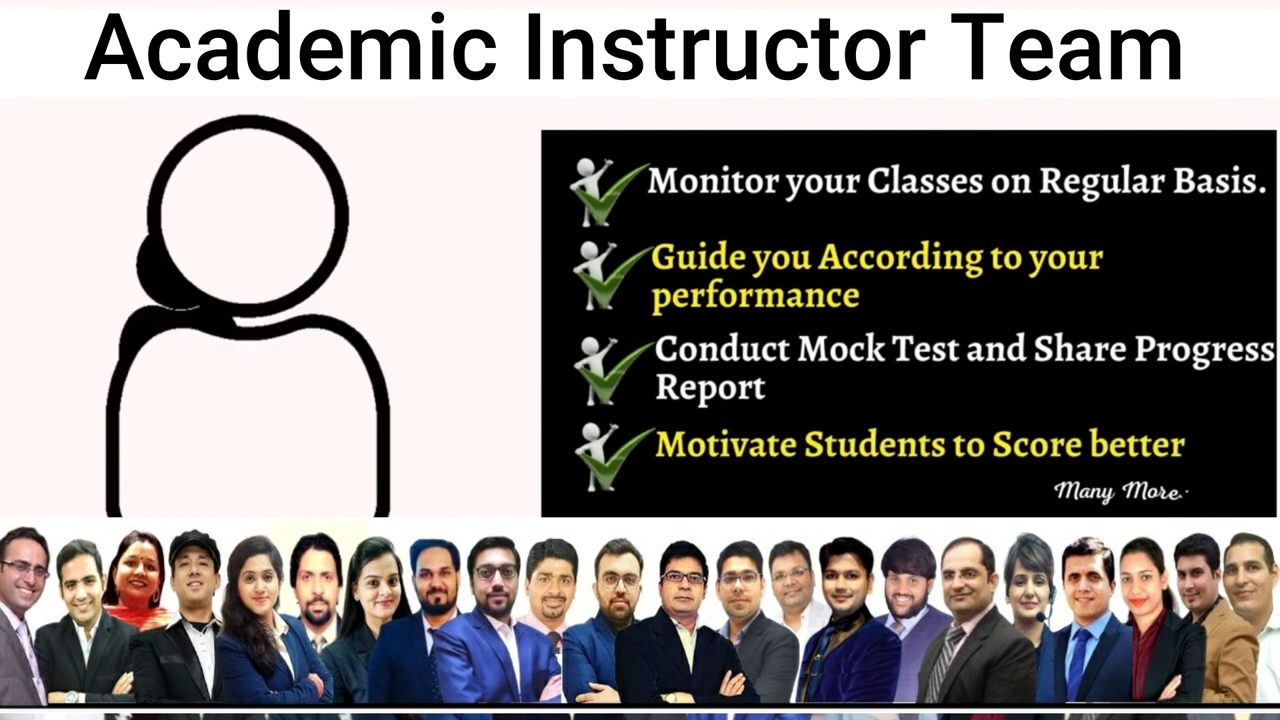 Academic Instructor Team
Monitor your Classes on Regular Basis.
Guide you According to your
performance
Conduct Mock Test and Share Progress
Report
Motivate Students to Score better
Many More.